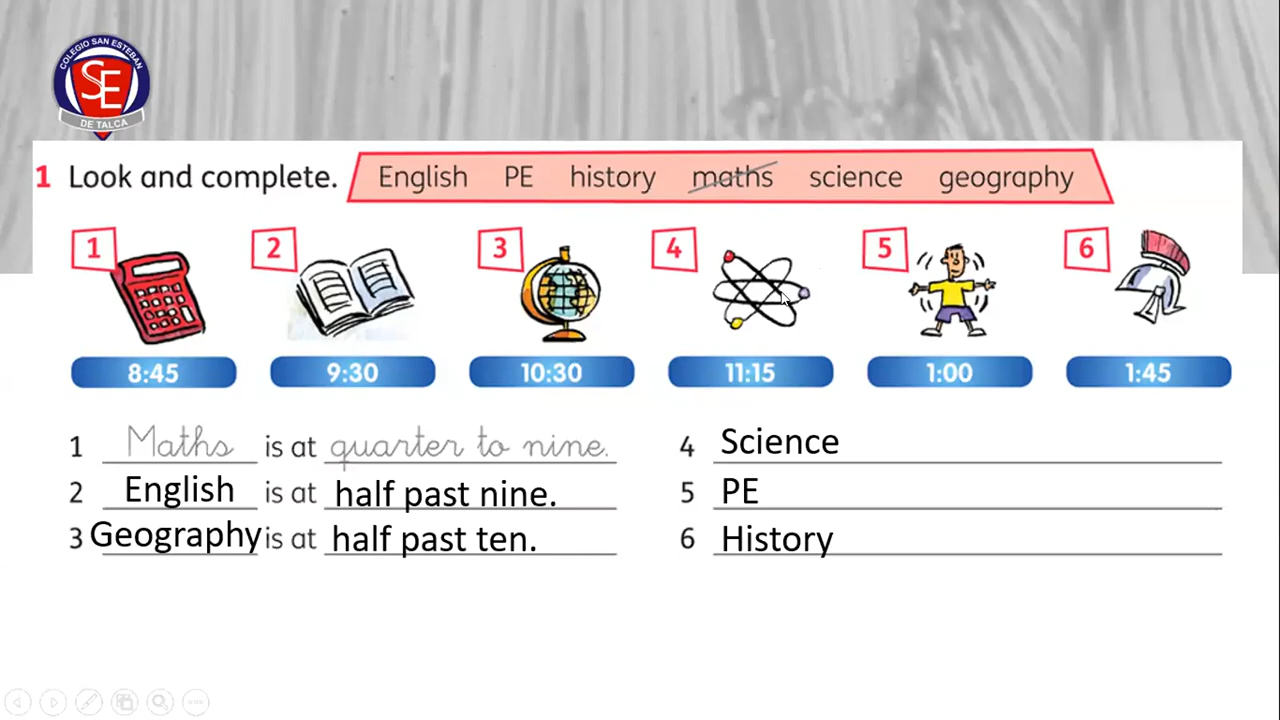 COLEGIO SAN ESTEBAN
SE
DE TALCA
1 Look and complete.
English PE history maths science geography
1 2 3 4 5 6
8:45 9:30 10:30 11:15 1:00 1:45
1 Maths is at quarter to nine.
2 English is at half past nine.
3 Geography is at half past ten.
4 Science
5 PE
6 History